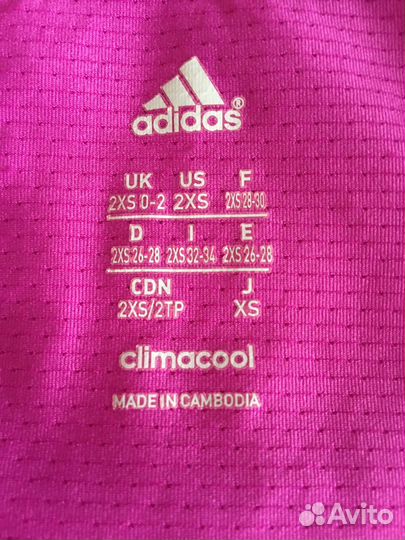 adidas®
UK US F
2XS 0-2 2XS 2XS 28-30
D I E
2XS 26-28 2XS 32-34 2XS 26-28
CDN J
2XS/2TP XS
climacool
MADE IN CAMBODIA
Avito